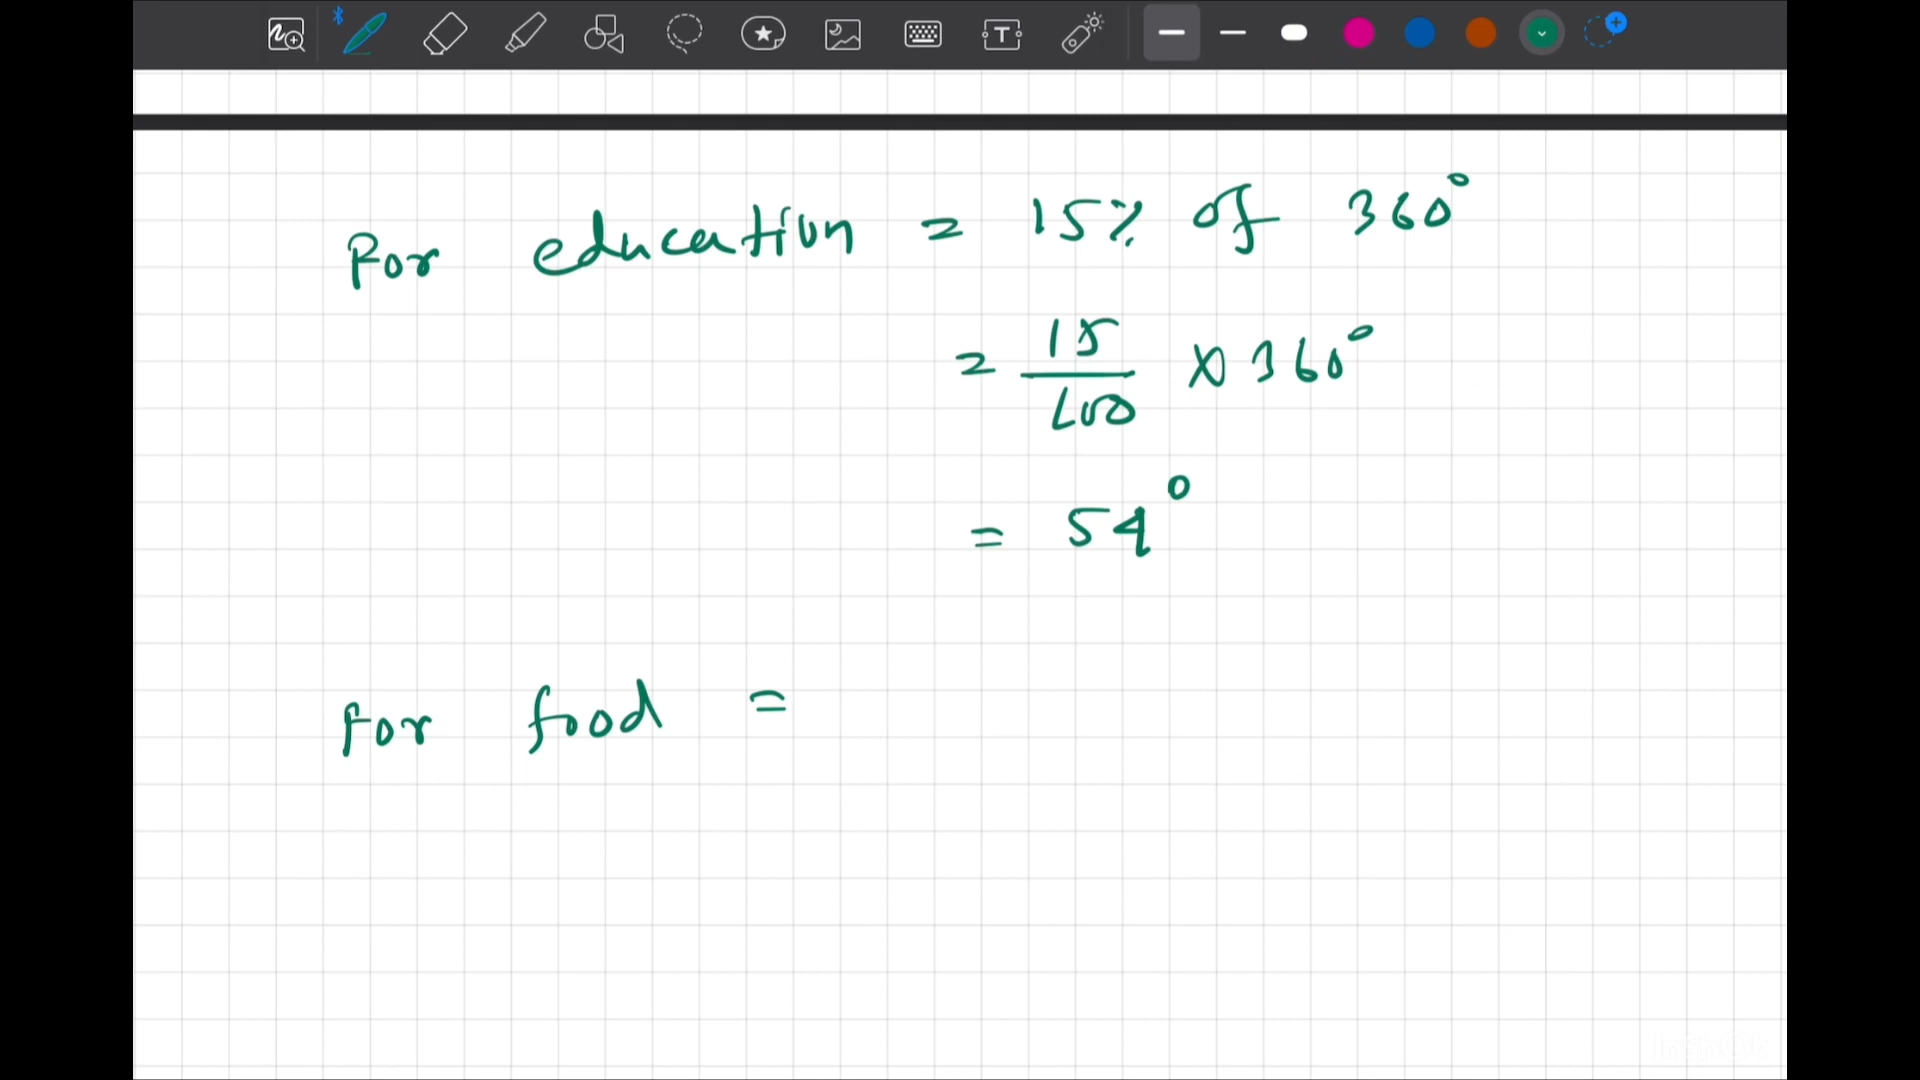 For education = 15% of 360°
= 15/100 × 360°
= 54°
For food =